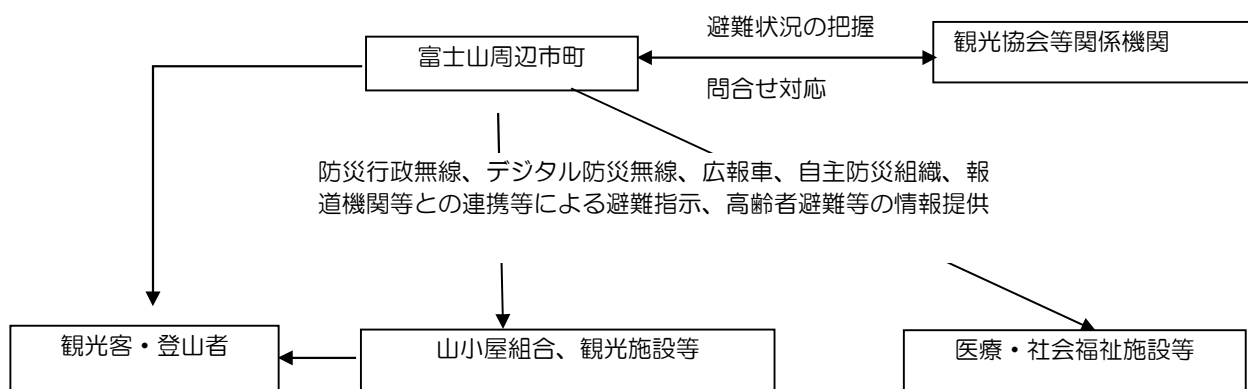 避難状況の把握
富士山周辺市町
観光協会等関係機関
問合せ対応
防災行政無線、デジタル防災無線、広報車、自主防災組織、報
道機関等との連携等による避難指示、高齢者避難等の情報提供
観光客・登山者
山小屋組合、観光施設等
医療・社会福祉施設等